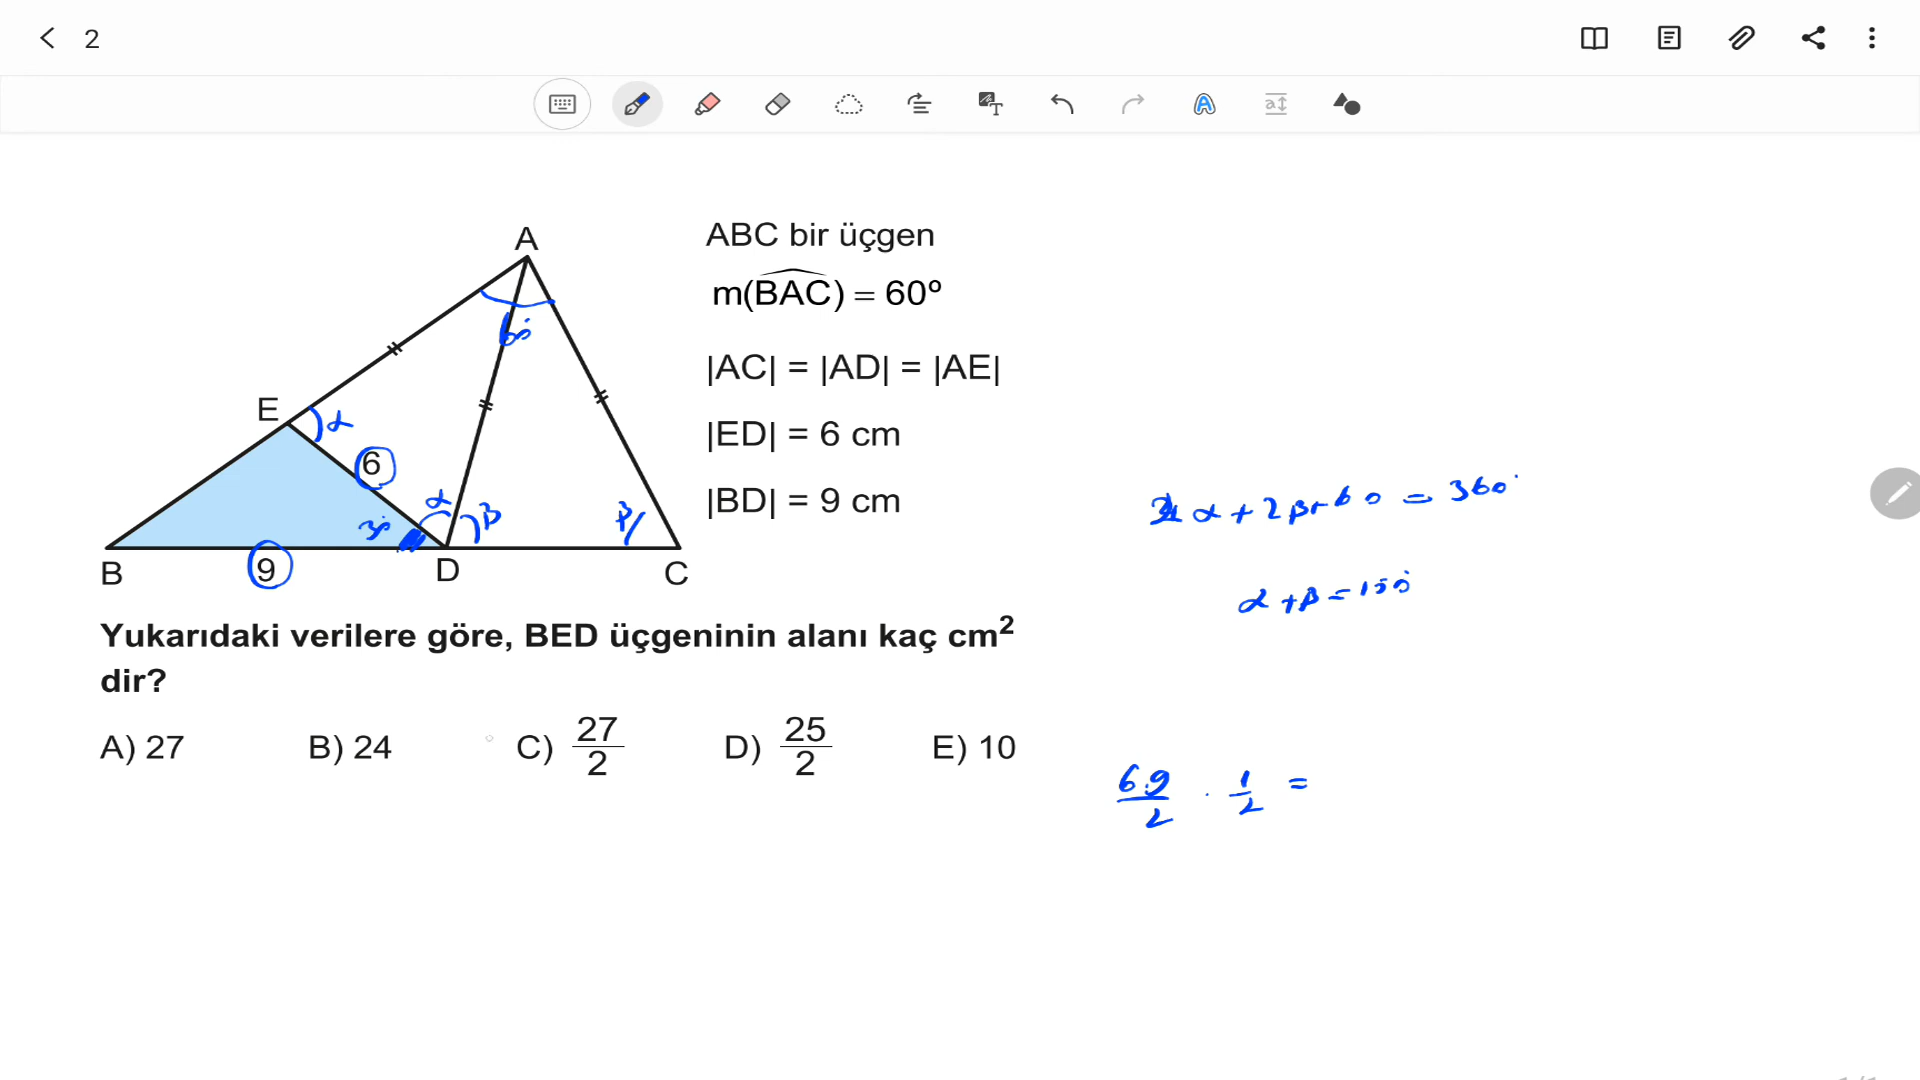 2
A
ABC bir üçgen
m(BAC) = 60º
60°
|AC| = |AD| = |AE|
E
α
|ED| = 6 cm
6
|BD| = 9 cm
α
β
β
30°
2α + 2β + 60 = 360°
B
9
D
C
α + β = 150°
Yukarıdaki verilere göre, BED üçgeninin alanı kaç cm²
dir?
A) 27 B) 24 C) 27/2 D) 25/2 E) 10
6.9/2 . 1/2 =